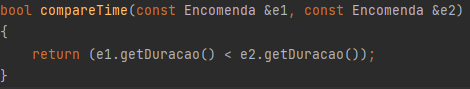 bool compareTime(const Encomenda &e1, const Encomenda &e2)
{
    return (e1.getDuracao() < e2.getDuracao());
}